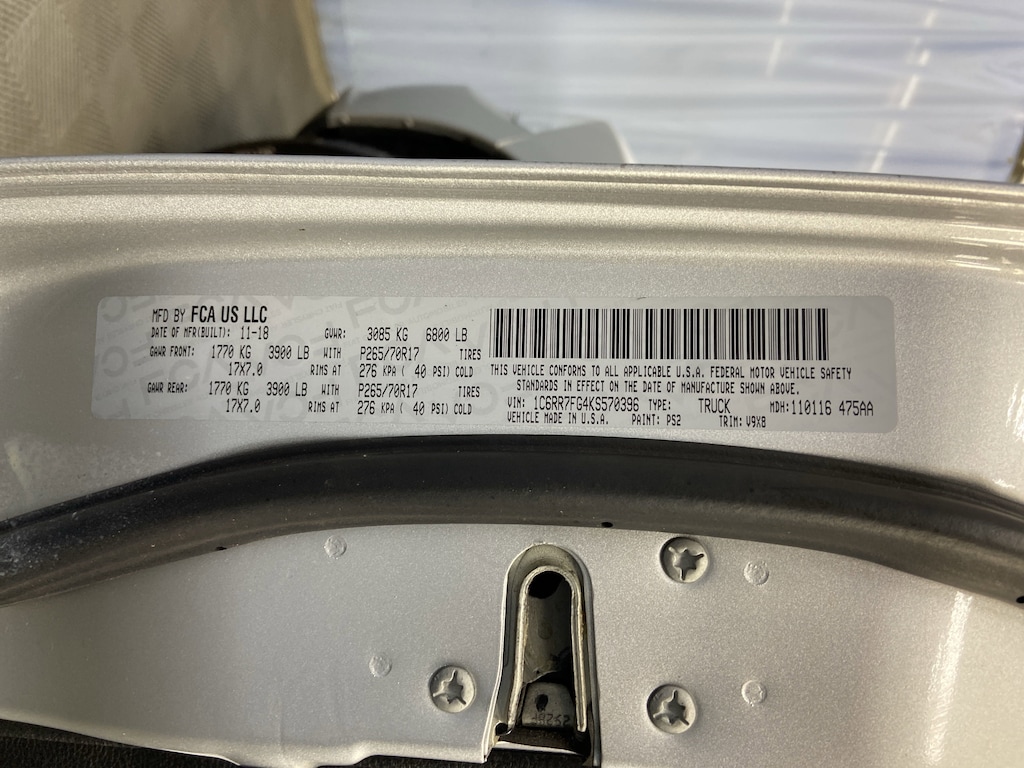 MFD BY FCA US LLC
DATE OF MFR(BUILT): 11-18 GVWR: 3085 KG 6800 LB
GAWR FRONT: 1770 KG 3900 LB WITH P265/70R17 TIRES
17X7.0 RIMS AT 276 KPA ( 40 PSI) COLD
GAWR REAR: 1770 KG 3900 LB WITH P265/70R17 TIRES
17X7.0 RIMS AT 276 KPA ( 40 PSI) COLD
THIS VEHICLE CONFORMS TO ALL APPLICABLE U.S.A. FEDERAL MOTOR VEHICLE SAFETY
STANDARDS IN EFFECT ON THE DATE OF MANUFACTURE SHOWN ABOVE.
VIN: 1C6RR7FG4KS570396 TYPE: TRUCK MDH:110116 475AA
VEHICLE MADE IN U.S.A. PAINT: PS2 TRIM: V9X8